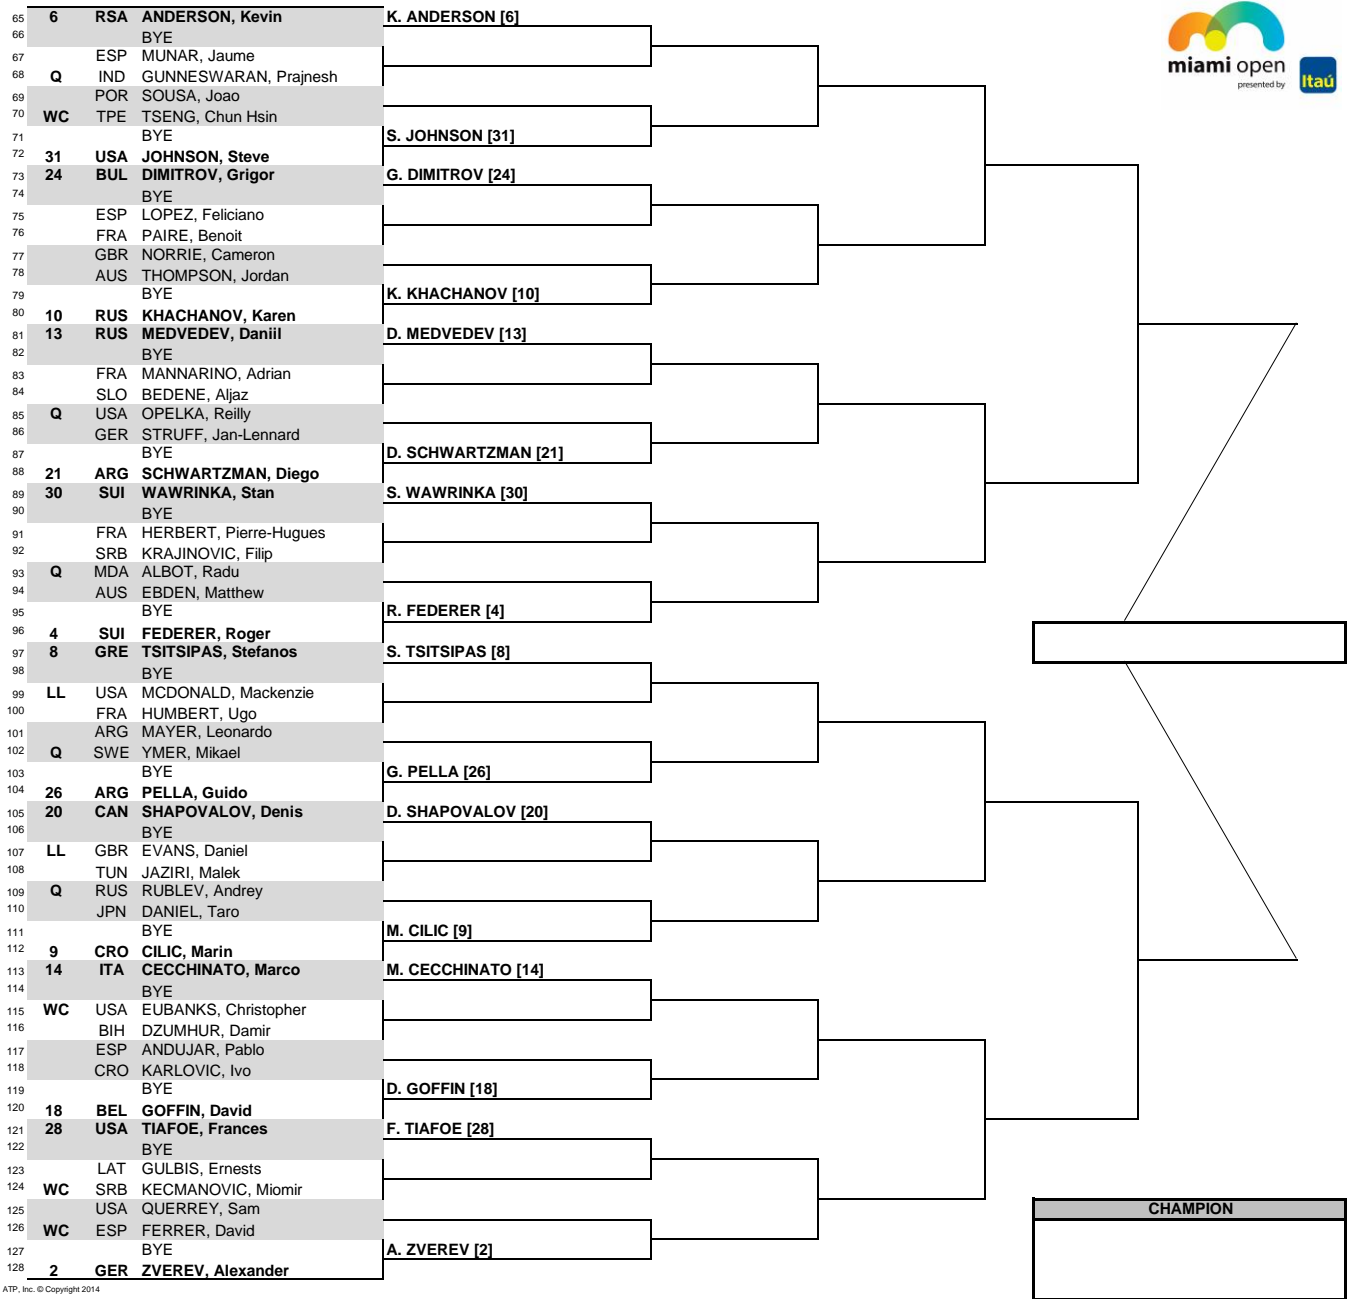 miami open
presented by Itaú
65 6 RSA ANDERSON, Kevin K. ANDERSON [6]
66 BYE
67 ESP MUNAR, Jaume
68 Q IND GUNNESWARAN, Prajnesh
69 POR SOUSA, Joao
70 WC TPE TSENG, Chun Hsin
71 BYE S. JOHNSON [31]
72 31 USA JOHNSON, Steve
73 24 BUL DIMITROV, Grigor G. DIMITROV [24]
74 BYE
75 ESP LOPEZ, Feliciano
76 FRA PAIRE, Benoit
77 GBR NORRIE, Cameron
78 AUS THOMPSON, Jordan
79 BYE K. KHACHANOV [10]
80 10 RUS KHACHANOV, Karen
81 13 RUS MEDVEDEV, Daniil D. MEDVEDEV [13]
82 BYE
83 FRA MANNARINO, Adrian
84 SLO BEDENE, Aljaz
85 Q USA OPELKA, Reilly
86 GER STRUFF, Jan-Lennard
87 BYE D. SCHWARTZMAN [21]
88 21 ARG SCHWARTZMAN, Diego
89 30 SUI WAWRINKA, Stan S. WAWRINKA [30]
90 BYE
91 FRA HERBERT, Pierre-Hugues
92 SRB KRAJINOVIC, Filip
93 Q MDA ALBOT, Radu
94 AUS EBDEN, Matthew
95 BYE R. FEDERER [4]
96 4 SUI FEDERER, Roger
97 8 GRE TSITSIPAS, Stefanos S. TSITSIPAS [8]
98 BYE
99 LL USA MCDONALD, Mackenzie
100 FRA HUMBERT, Ugo
101 ARG MAYER, Leonardo
102 Q SWE YMER, Mikael
103 BYE G. PELLA [26]
104 26 ARG PELLA, Guido
105 20 CAN SHAPOVALOV, Denis D. SHAPOVALOV [20]
106 BYE
107 LL GBR EVANS, Daniel
108 TUN JAZIRI, Malek
109 Q RUS RUBLEV, Andrey
110 JPN DANIEL, Taro
111 BYE M. CILIC [9]
112 9 CRO CILIC, Marin
113 14 ITA CECCHINATO, Marco M. CECCHINATO [14]
114 BYE
115 WC USA EUBANKS, Christopher
116 BIH DZUMHUR, Damir
117 ESP ANDUJAR, Pablo
118 CRO KARLOVIC, Ivo
119 BYE D. GOFFIN [18]
120 18 BEL GOFFIN, David
121 28 USA TIAFOE, Frances F. TIAFOE [28]
122 BYE
123 LAT GULBIS, Ernests
124 WC SRB KECMANOVIC, Miomir
125 USA QUERREY, Sam CHAMPION
126 WC ESP FERRER, David
127 BYE A. ZVEREV [2]
128 2 GER ZVEREV, Alexander
ATP, Inc. © Copyright 2014